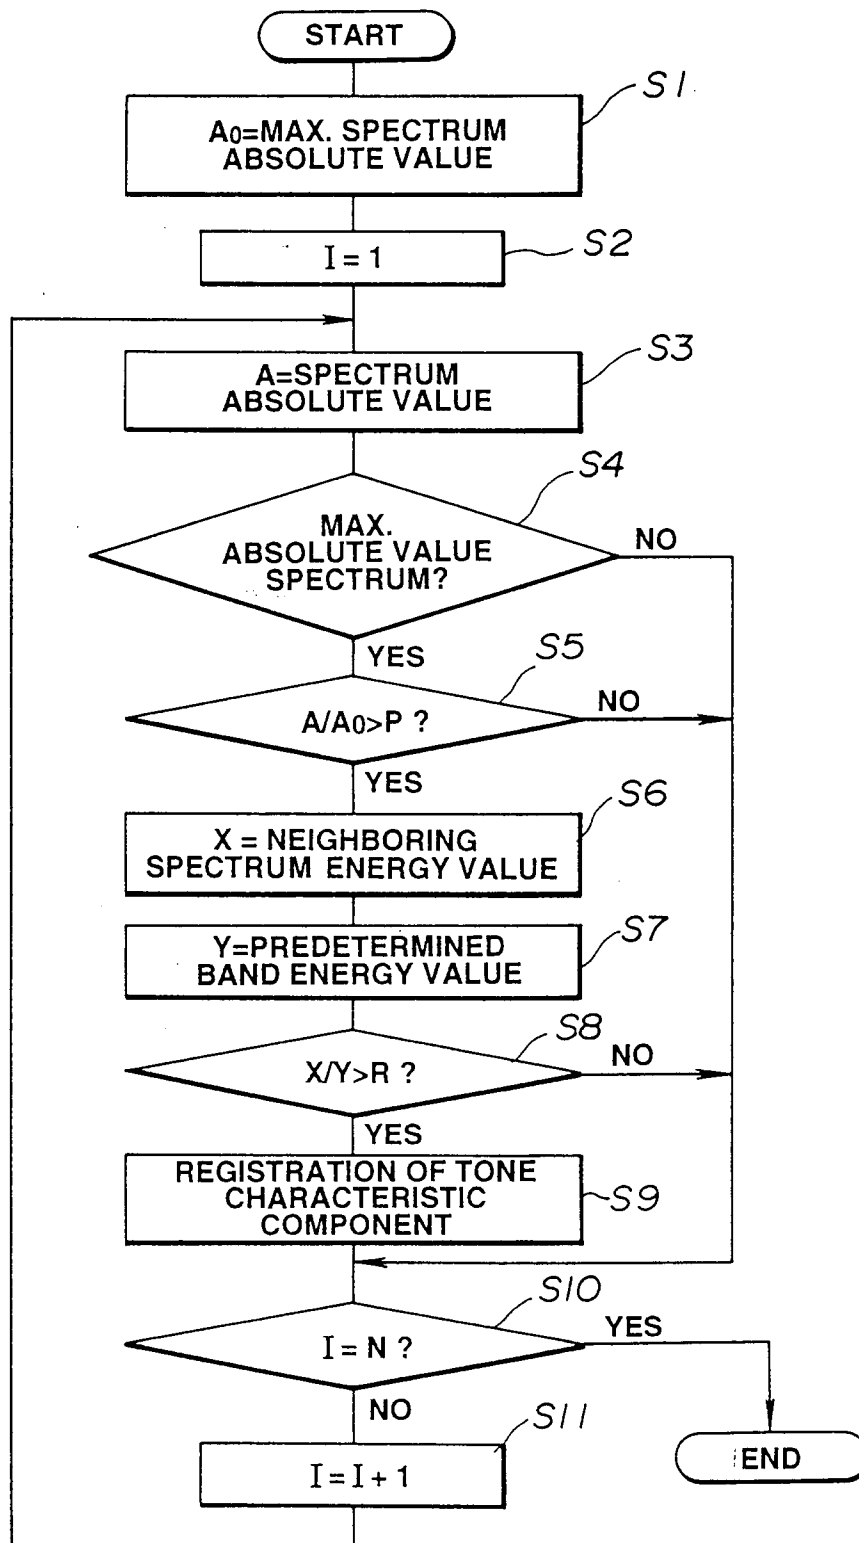 START
S1
A0=MAX. SPECTRUM
ABSOLUTE VALUE
S2
I = 1
S3
A=SPECTRUM
ABSOLUTE VALUE
S4
MAX.
ABSOLUTE VALUE
SPECTRUM?
NO
YES
S5
A/A0>P ?
NO
YES
S6
X = NEIGHBORING
SPECTRUM ENERGY VALUE
S7
Y=PREDETERMINED
BAND ENERGY VALUE
S8
X/Y>R ?
NO
YES
REGISTRATION OF TONE
CHARACTERISTIC
COMPONENT
S9
S10
I = N ?
YES
NO
S11
I = I + 1
END